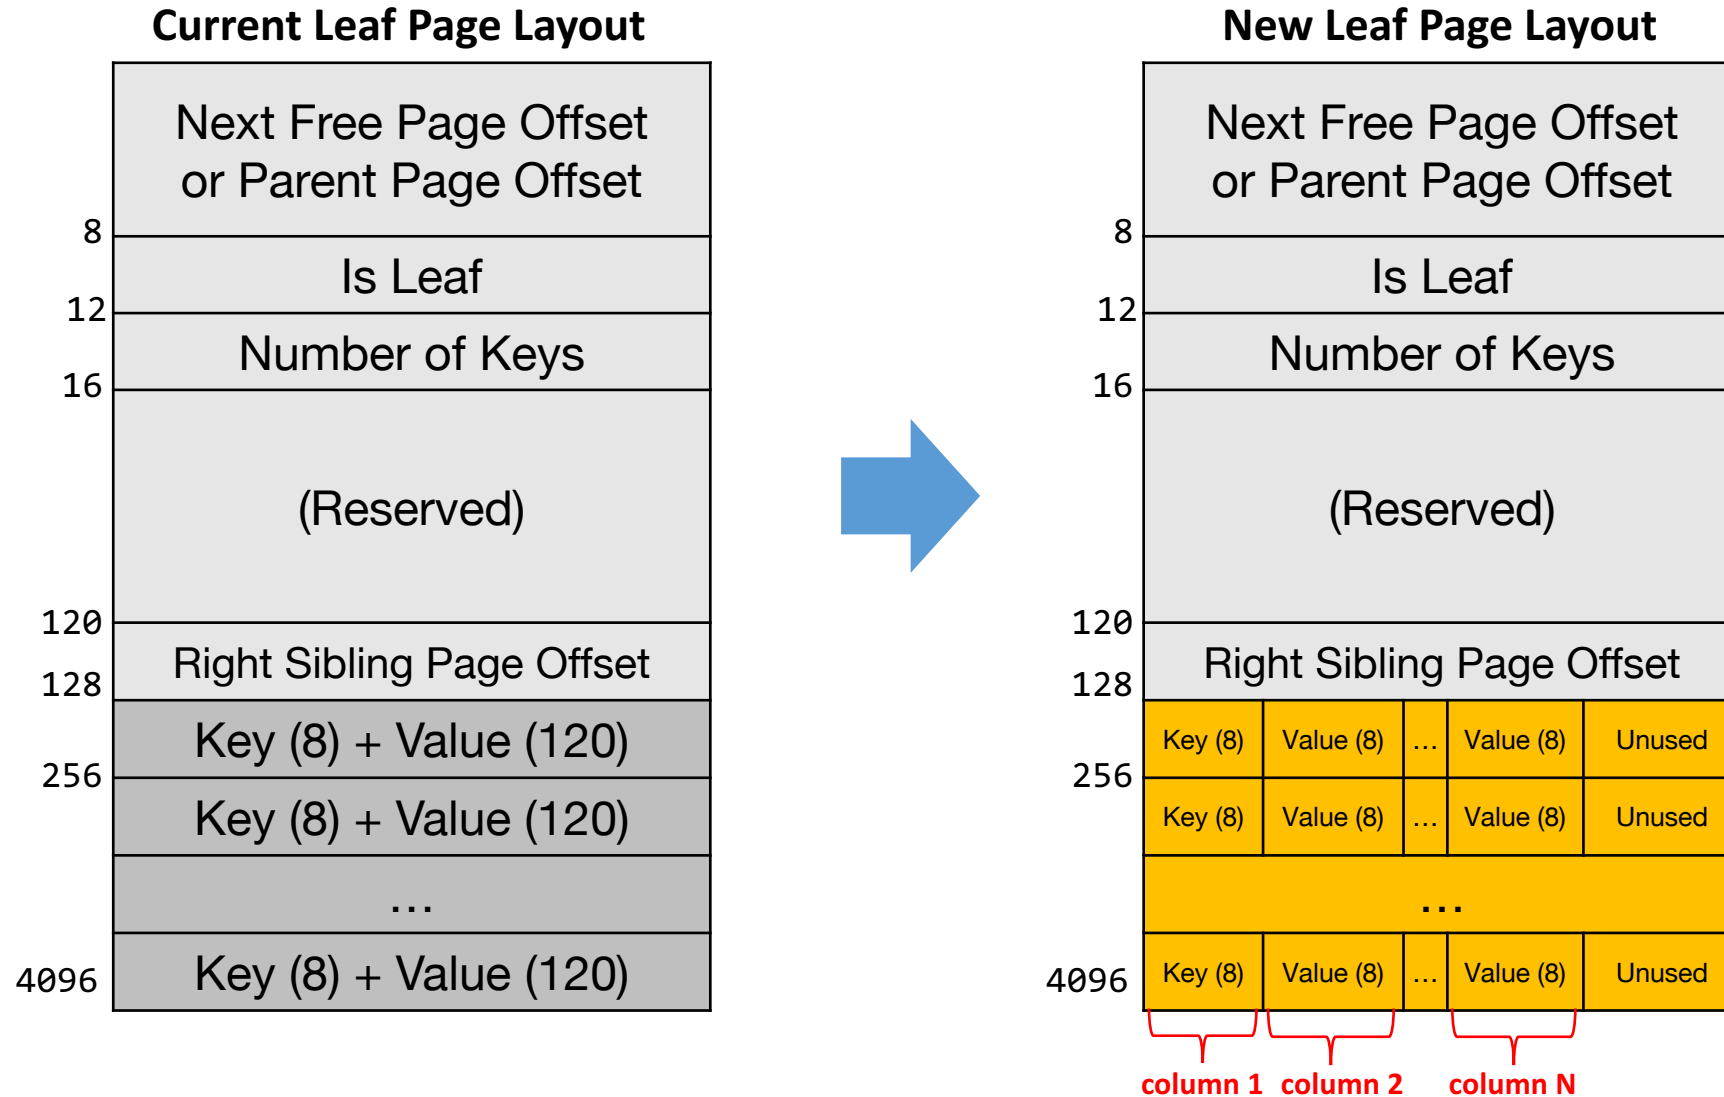 Current Leaf Page Layout
Next Free Page Offset
or Parent Page Offset
8
Is Leaf
12
Number of Keys
16
(Reserved)
120
Right Sibling Page Offset
128
Key (8) + Value (120)
256
Key (8) + Value (120)
…
Key (8) + Value (120)
4096
New Leaf Page Layout
Next Free Page Offset
or Parent Page Offset
8
Is Leaf
12
Number of Keys
16
(Reserved)
120
Right Sibling Page Offset
128
Key (8) Value (8) … Value (8) Unused
256
Key (8) Value (8) … Value (8) Unused
…
Key (8) Value (8) … Value (8) Unused
4096
column 1 column 2 column N